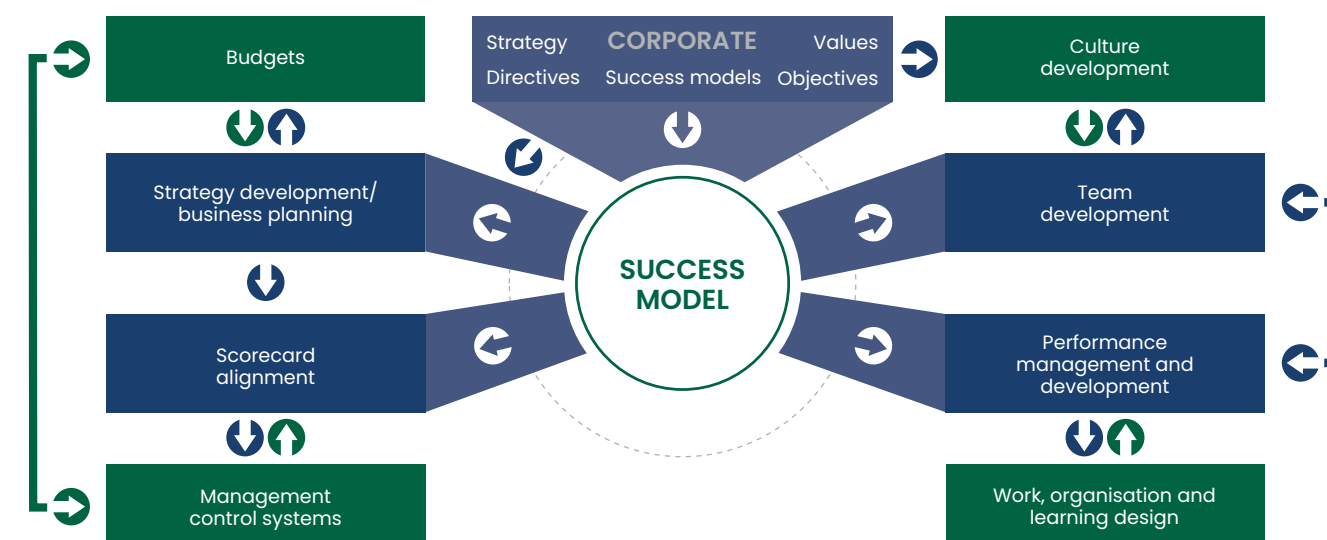 Budgets
Strategy CORPORATE Values
Directives Success models Objectives
Culture
development
Strategy development/
business planning
Team
development
SUCCESS
MODEL
Scorecard
alignment
Performance
management and
development
Management
control systems
Work, organisation and
learning design